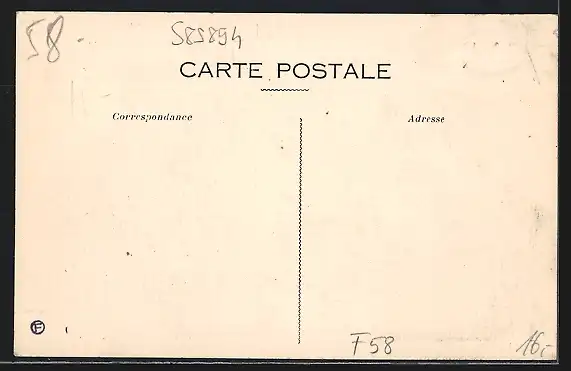 58
S85894
CARTE POSTALE
Correspondance
Adresse
F
F58
16,-